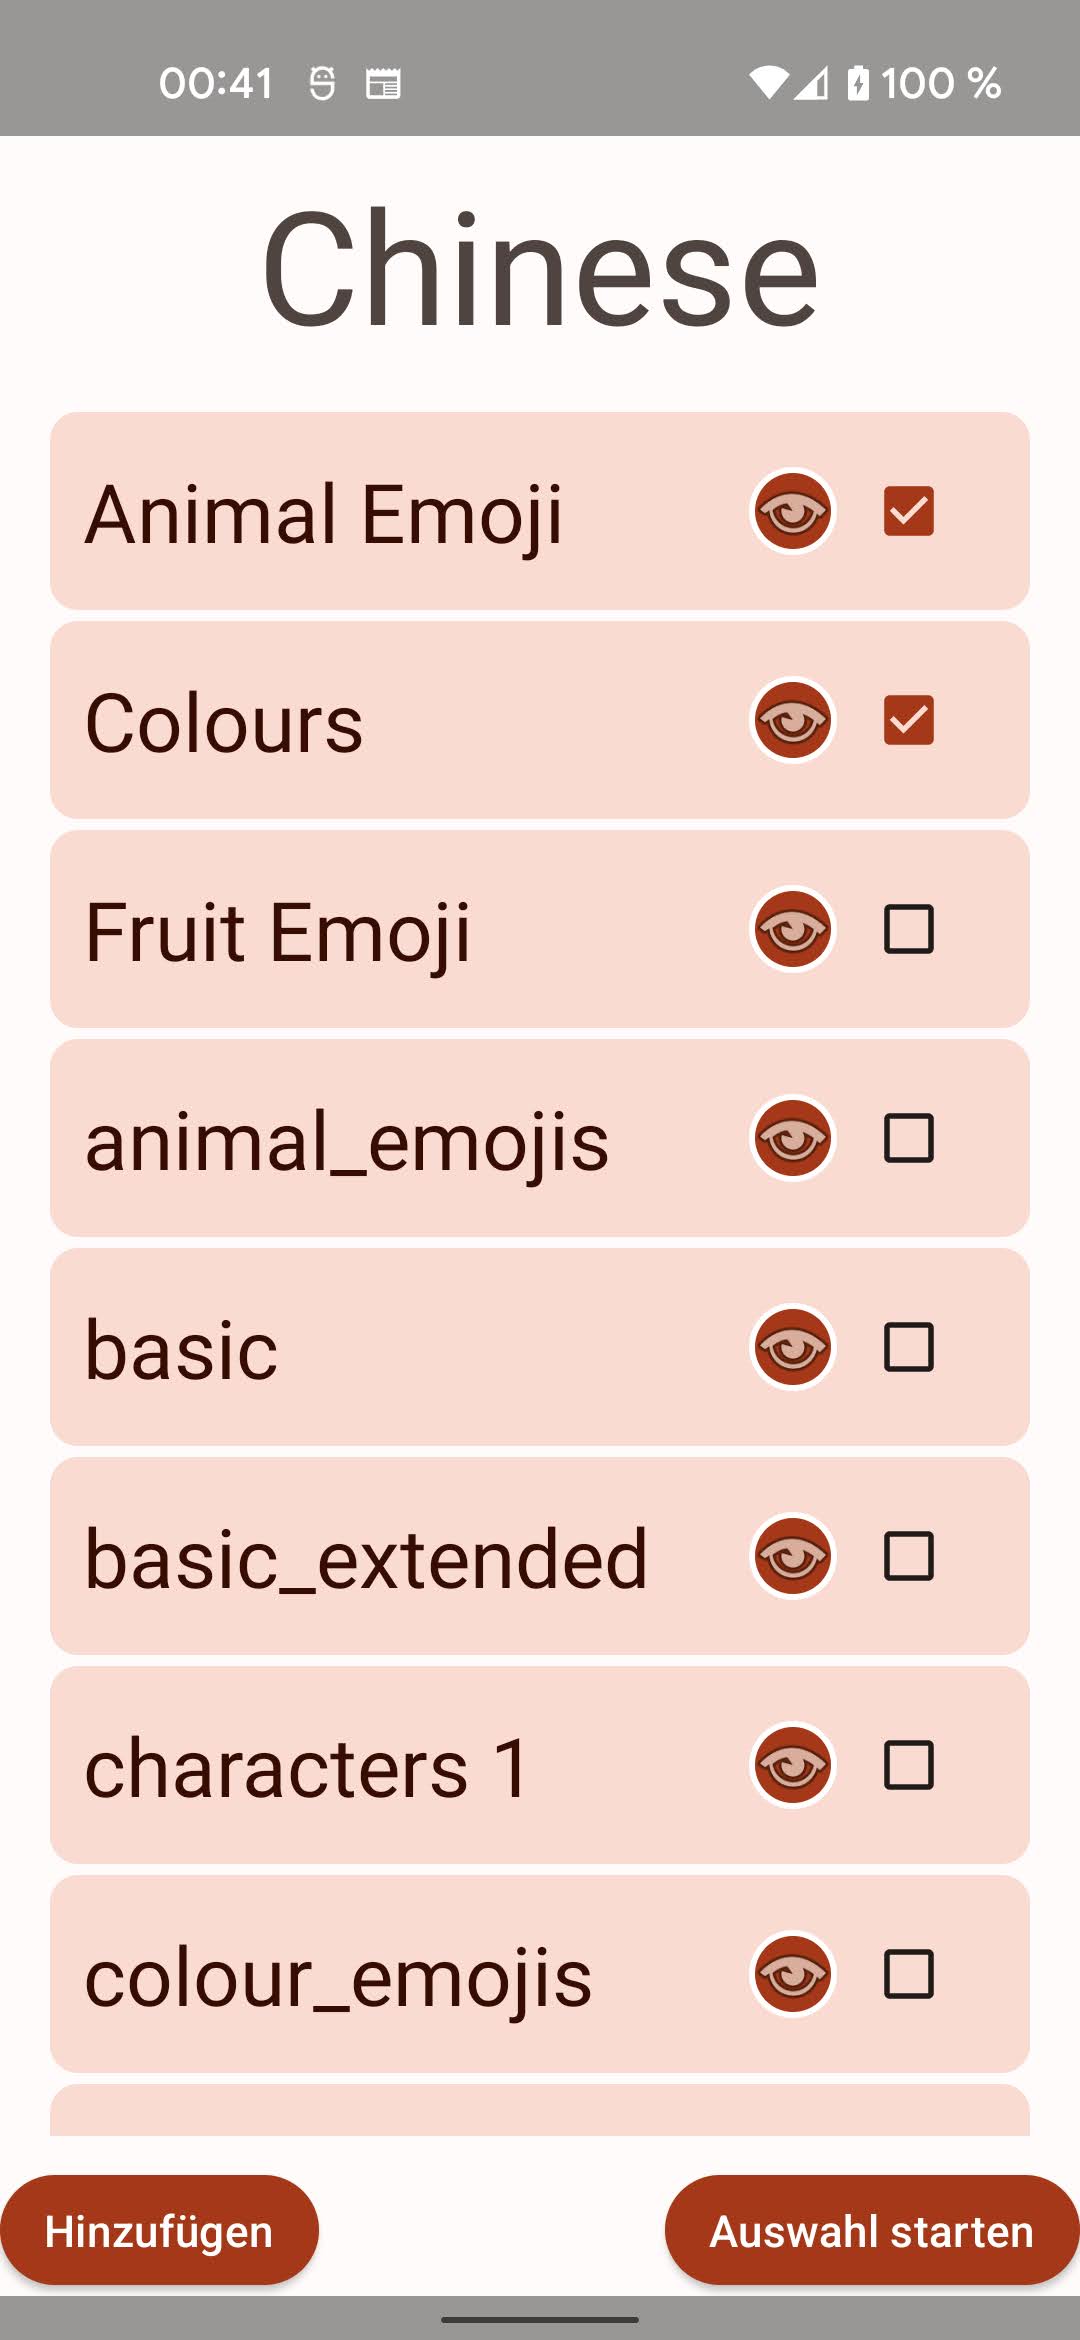 00:41 100 %
Chinese
Animal Emoji
Colours
Fruit Emoji
animal_emojis
basic
basic_extended
characters 1
colour_emojis
Hinzufügen Auswahl starten